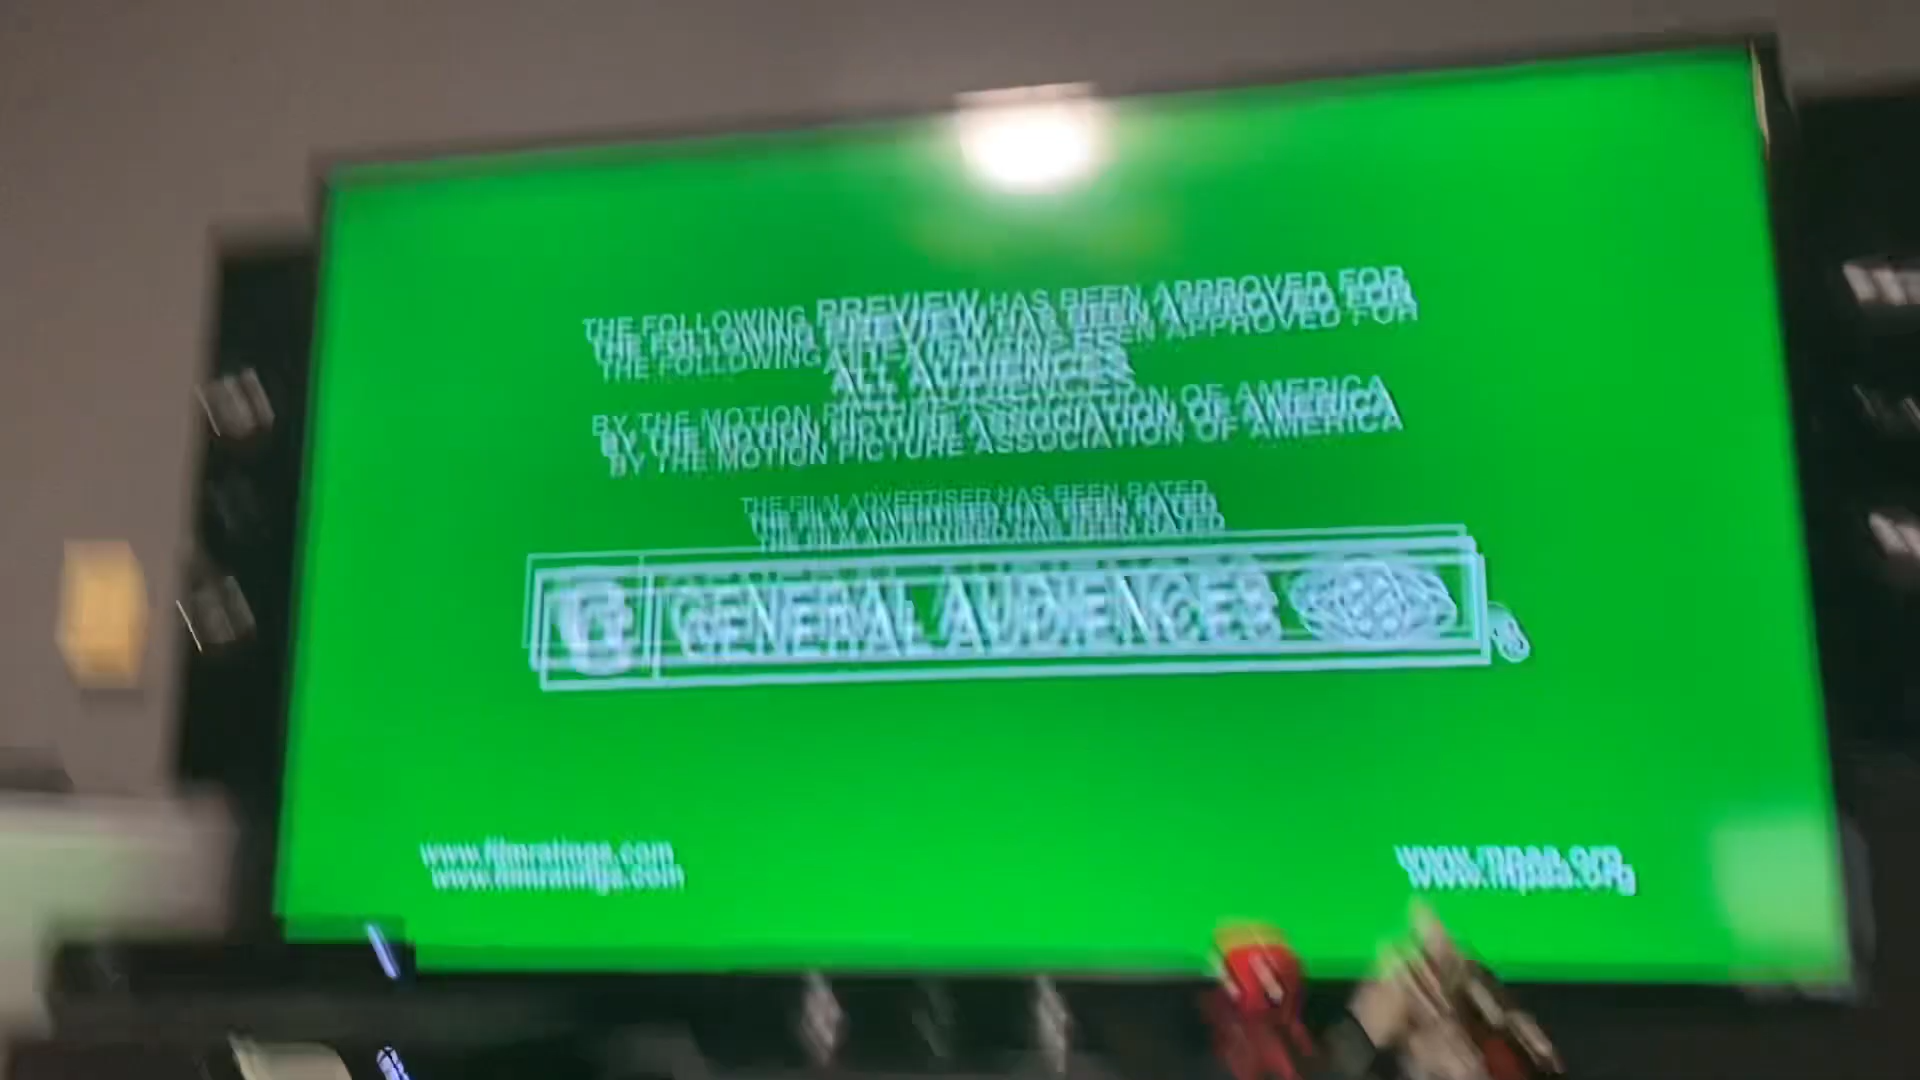 THE FOLLOWING PREVIEW HAS BEEN APPROVED FOR
ALL AUDIENCES
BY THE MOTION PICTURE ASSOCIATION OF AMERICA
THE FILM ADVERTISED HAS BEEN RATED
G GENERAL AUDIENCES ®
www.filmratings.com www.mpaa.org